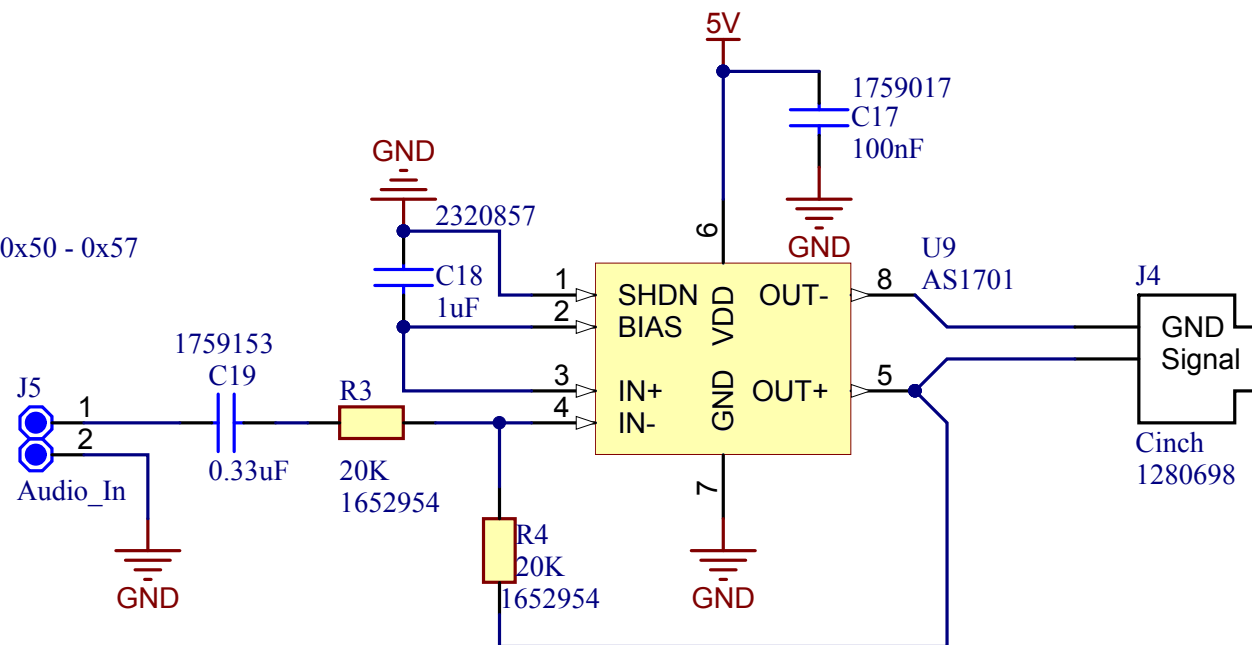 5V
1759017
C17
100nF
GND
GND
2320857
0x50 - 0x57
C18
1uF
6
U9
AS1701
J4
1
SHDN
VDD
OUT-
8
2
BIAS
GND
Signal
1759153
C19
J5
R3
3
IN+
GND
OUT+
5
1
4
IN-
2
0.33uF
20K
1652954
Audio_In
Cinch
1280698
7
R4
20K
1652954
GND
GND